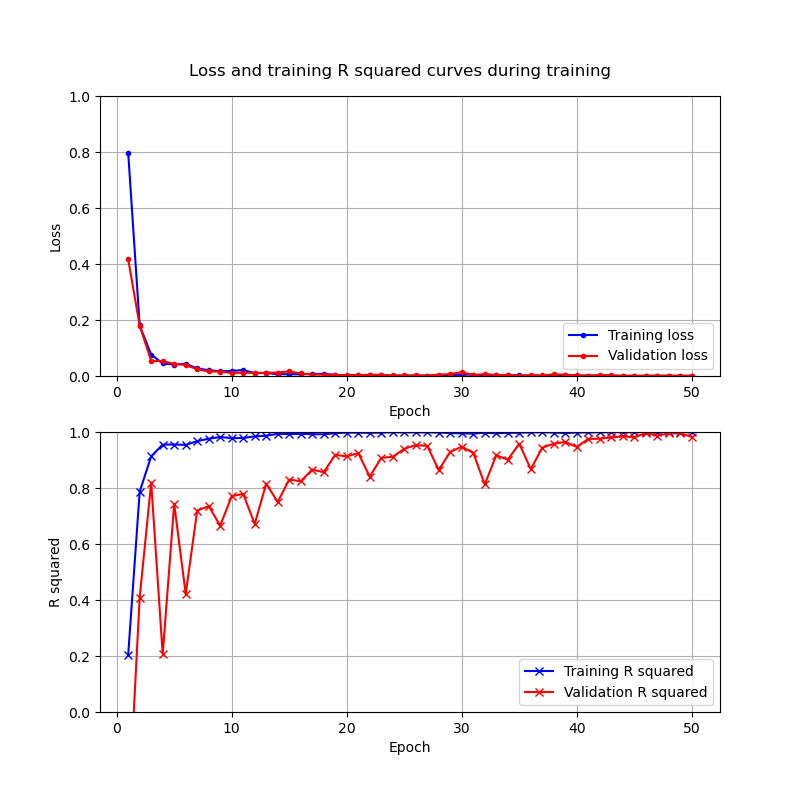 Loss and training R squared curves during training
1.0
0.8
0.6
0.4
0.2
0.0
Loss
Training loss
Validation loss
0 10 20 30 40 50
Epoch
1.0
0.8
0.6
0.4
0.2
0.0
R squared
Training R squared
Validation R squared
0 10 20 30 40 50
Epoch